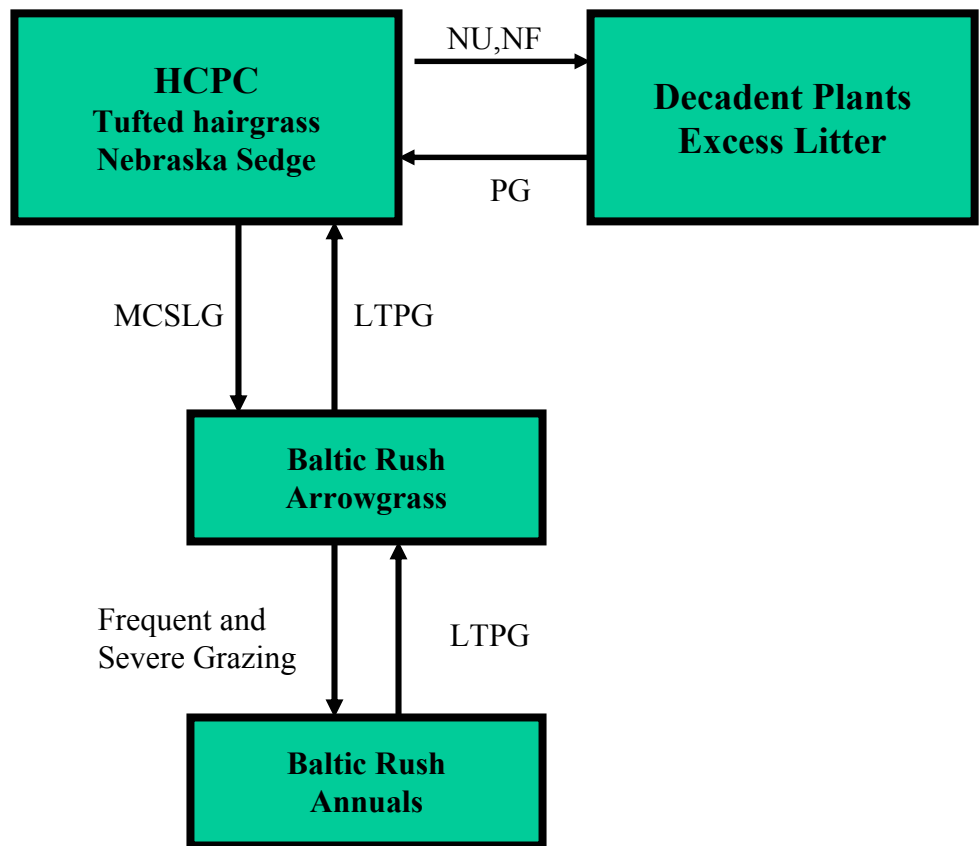 HCPC
Tufted hairgrass
Nebraska Sedge
NU,NF
Decadent Plants
Excess Litter
PG
MCSLG
LTPG
Baltic Rush
Arrowgrass
Frequent and
Severe Grazing
LTPG
Baltic Rush
Annuals